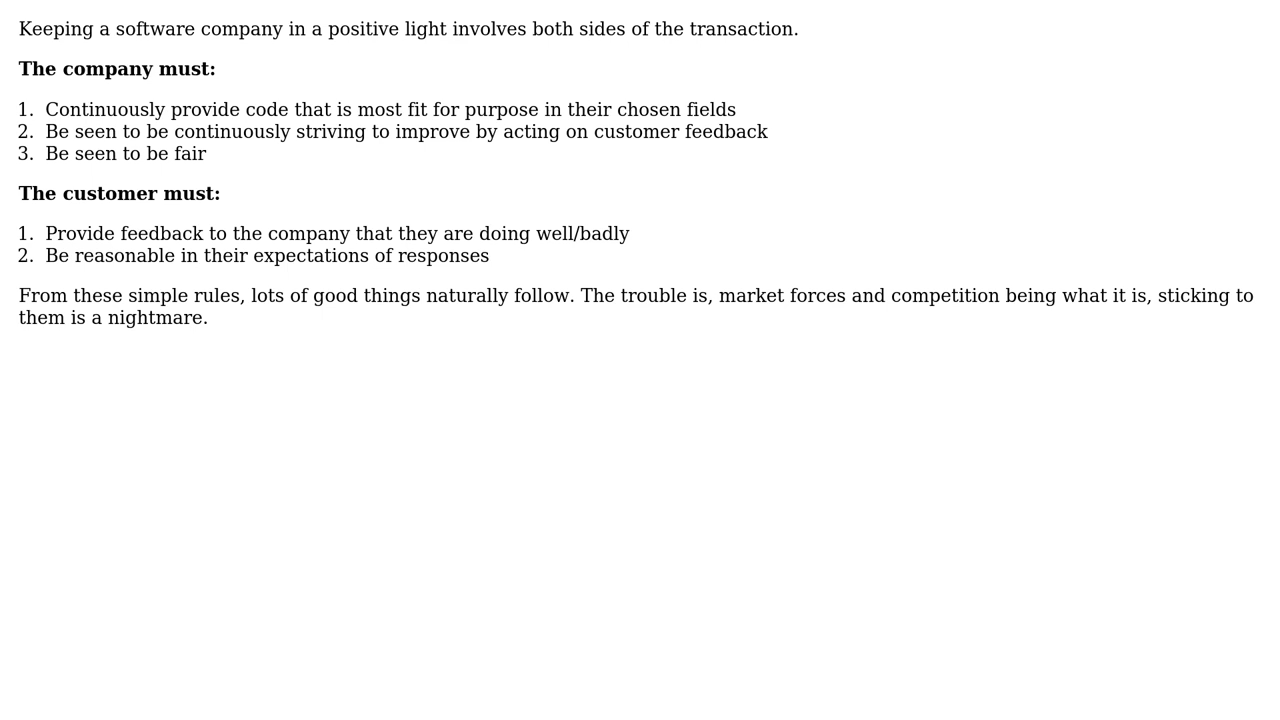 Keeping a software company in a positive light involves both sides of the transaction.
The company must:
1. Continuously provide code that is most fit for purpose in their chosen fields
2. Be seen to be continuously striving to improve by acting on customer feedback
3. Be seen to be fair
The customer must:
1. Provide feedback to the company that they are doing well/badly
2. Be reasonable in their expectations of responses
From these simple rules, lots of good things naturally follow. The trouble is, market forces and competition being what it is, sticking to
them is a nightmare.